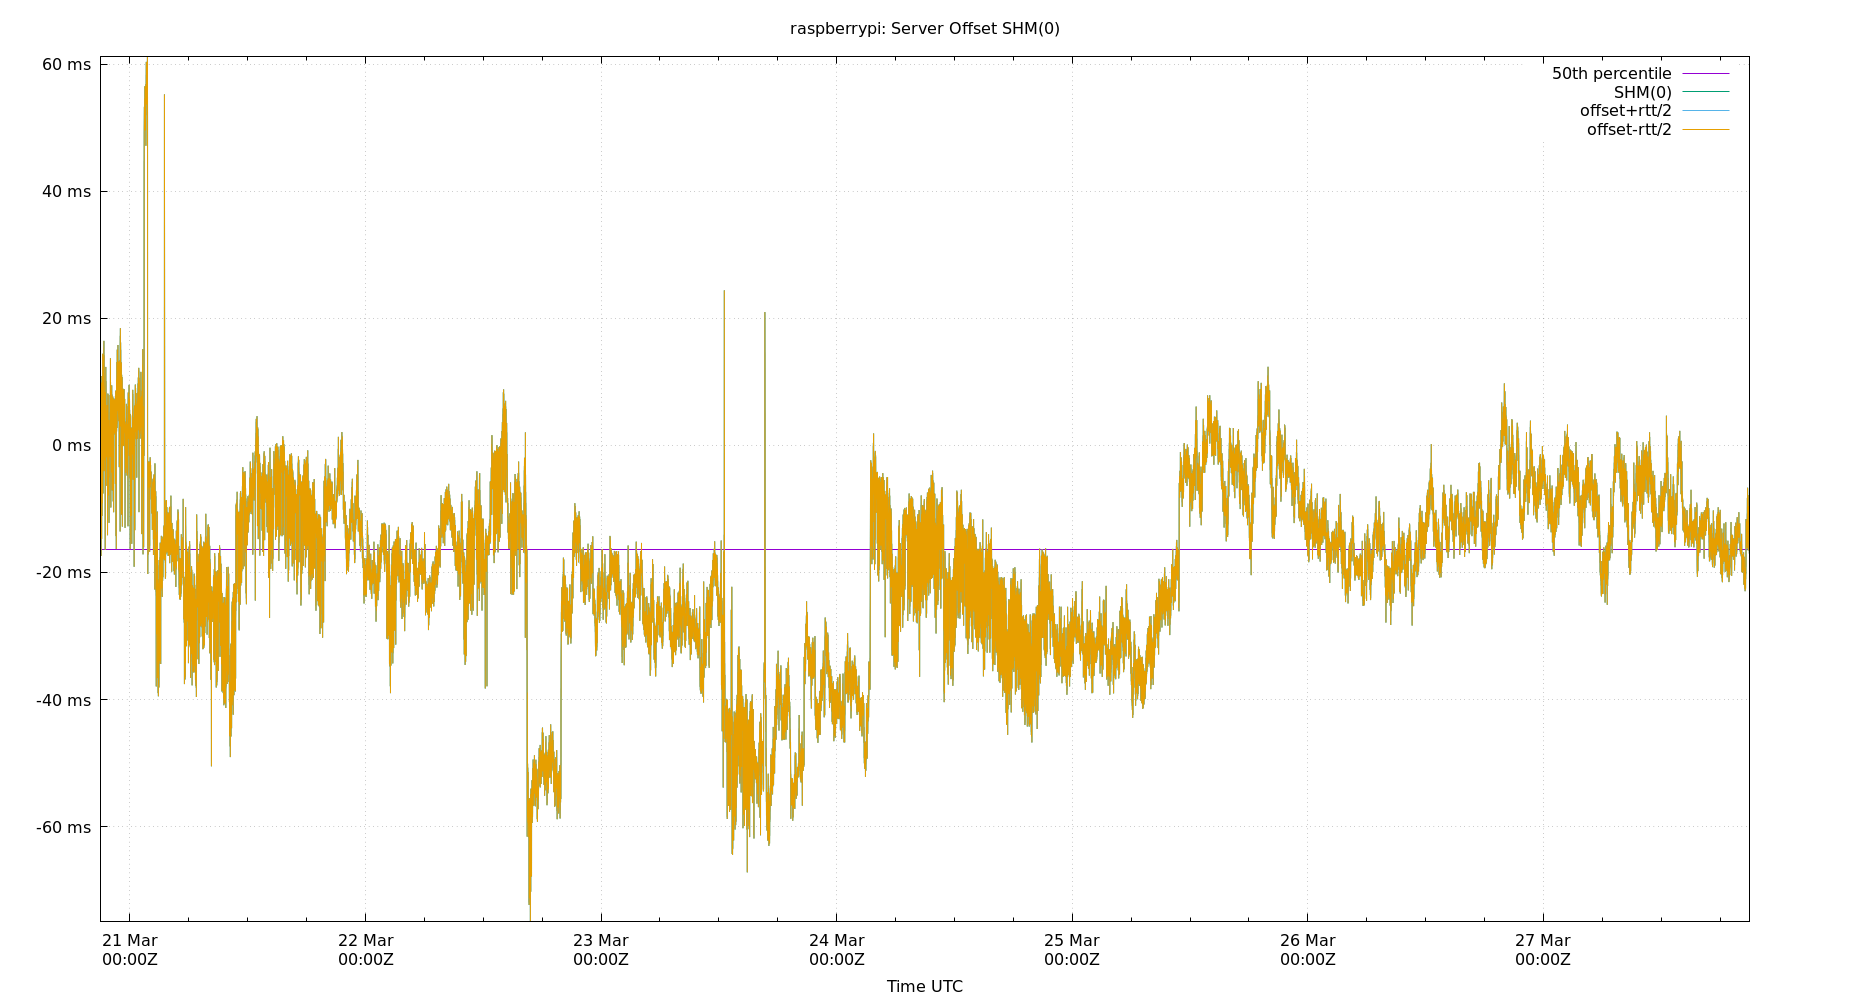 raspberrypi: Server Offset SHM(0)
60 ms
40 ms
20 ms
0 ms
-20 ms
-40 ms
-60 ms
50th percentile
SHM(0)
offset+rtt/2
offset-rtt/2
21 Mar 22 Mar 23 Mar 24 Mar 25 Mar 26 Mar 27 Mar
00:00Z 00:00Z 00:00Z 00:00Z 00:00Z 00:00Z 00:00Z
Time UTC